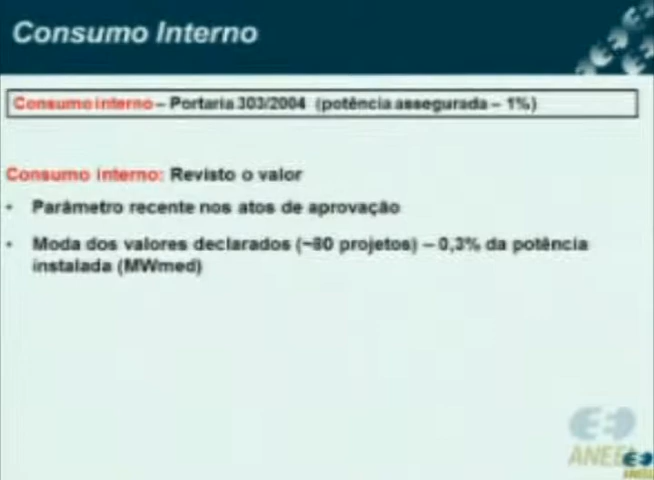 Consumo Interno
Consumo interno – Portaria 303/2004 (potência assegurada – 1%)
Consumo interno: Revisto o valor
• Parâmetro recente nos atos de aprovação
• Moda dos valores declarados (~80 projetos) – 0,3% da potência
instalada (MWmed)
ANEEL